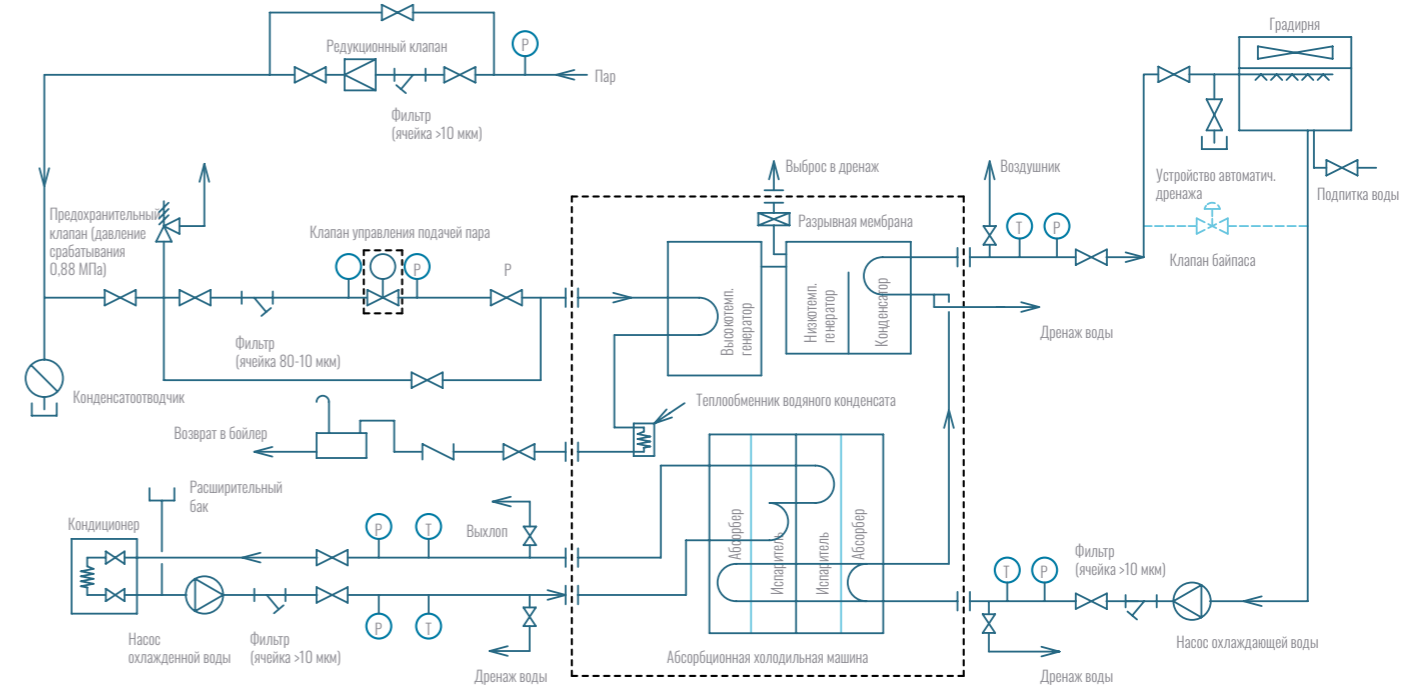 Градирня
Редукционный клапан
P
Пар
Фильтр
(ячейка >10 мкм)
Выброс в дренаж
Воздушник
Устройство автоматич.
дренажа
Подпитка воды
Предохранительный
клапан (давление
срабатывания
0,88 МПа)
Клапан управления подачей пара
Разрывная мембрана
T
P
Клапан байпаса
P
P
Высокотемп.
генератор
Низкотемп.
генератор
Конденсатор
Дренаж воды
Фильтр
(ячейка 80-10 мкм)
Конденсатоотводчик
Теплообменник водяного конденсата
Возврат в бойлер
Расширительный
бак
Кондиционер
P
T
Выхлоп
Абсорбер
Испаритель
Испаритель
Абсорбер
T
P
Фильтр
(ячейка >10 мкм)
P
T
Насос
охлажденной воды
Фильтр
(ячейка >10 мкм)
Насос охлаждающей воды
Дренаж воды
Абсорбционная холодильная машина
Дренаж воды